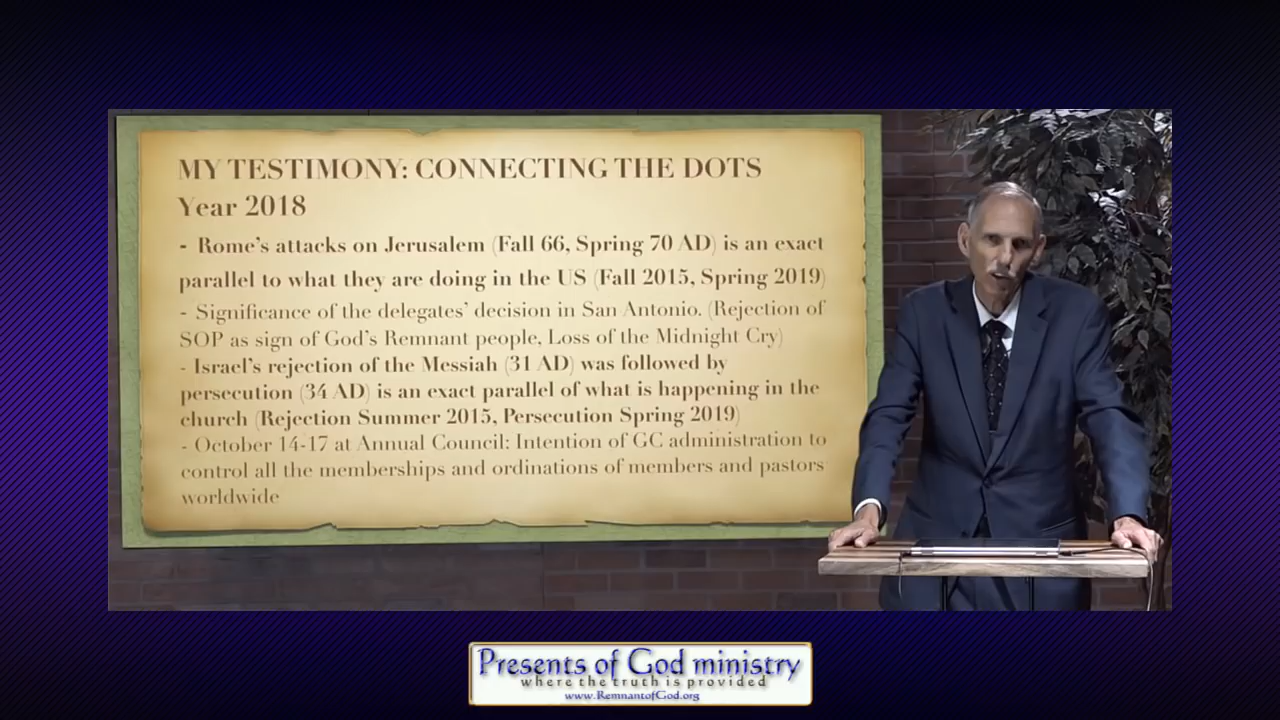 MY TESTIMONY: CONNECTING THE DOTS
Year 2018
- Rome's attacks on Jerusalem (Fall 66, Spring 70 AD) is an exact
parallel to what they are doing in the US (Fall 2015, Spring 2019)
- Significance of the delegates' decision in San Antonio. (Rejection of
SOP as sign of God's Remnant people, Loss of the Midnight Cry)
- Israel's rejection of the Messiah (31 AD) was followed by
persecution (34 AD) is an exact parallel of what is happening in the
church (Rejection Summer 2015, Persecution Spring 2019)
- October 14-17 at Annual Council: Intention of GC administration to
control all the memberships and ordinations of members and pastors
worldwide
Presents of God ministry
where the truth is provided
www.RemnantofGod.org